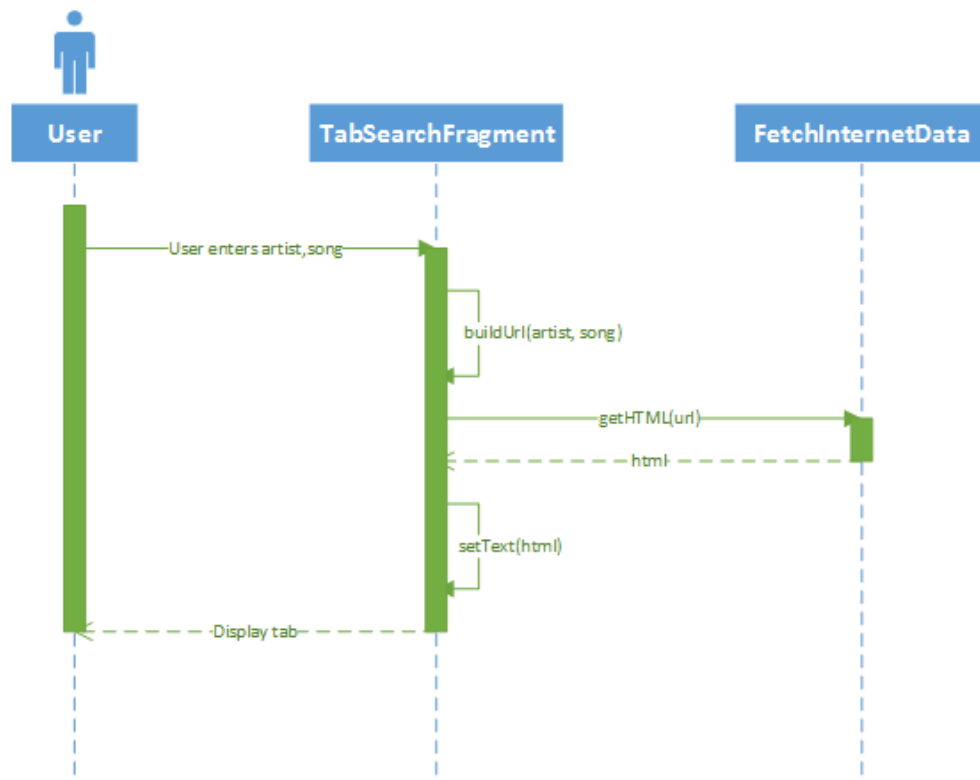 User
TabSearchFragment
FetchInternetData
User enters artist,song
buildUrl(artist, song)
getHTML(url)
html
setText(html)
Display tab